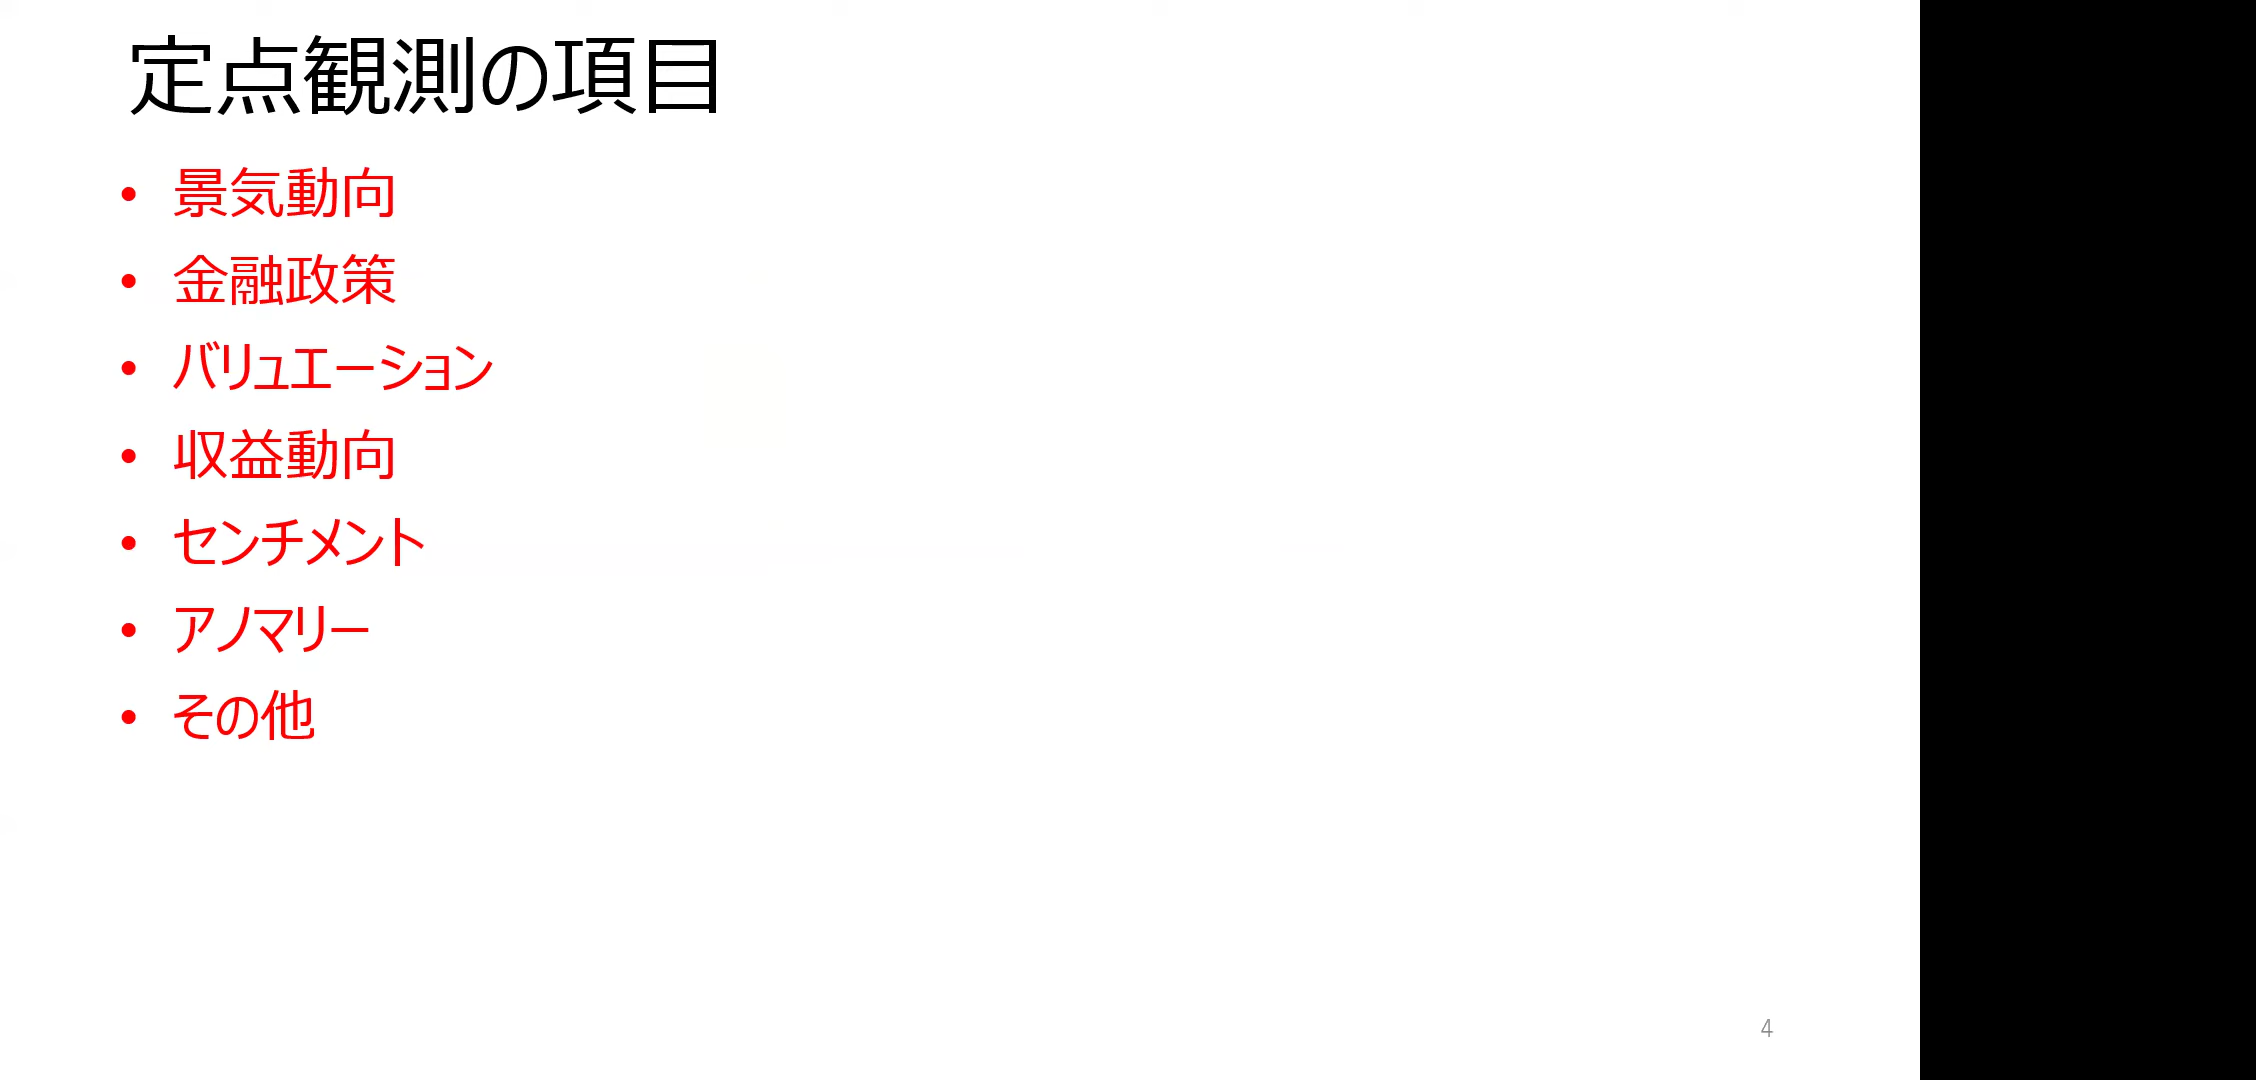 定点観測の項目
• 景気動向
• 金融政策
• バリュエーション
• 収益動向
• センチメント
• アノマリー
• その他
4